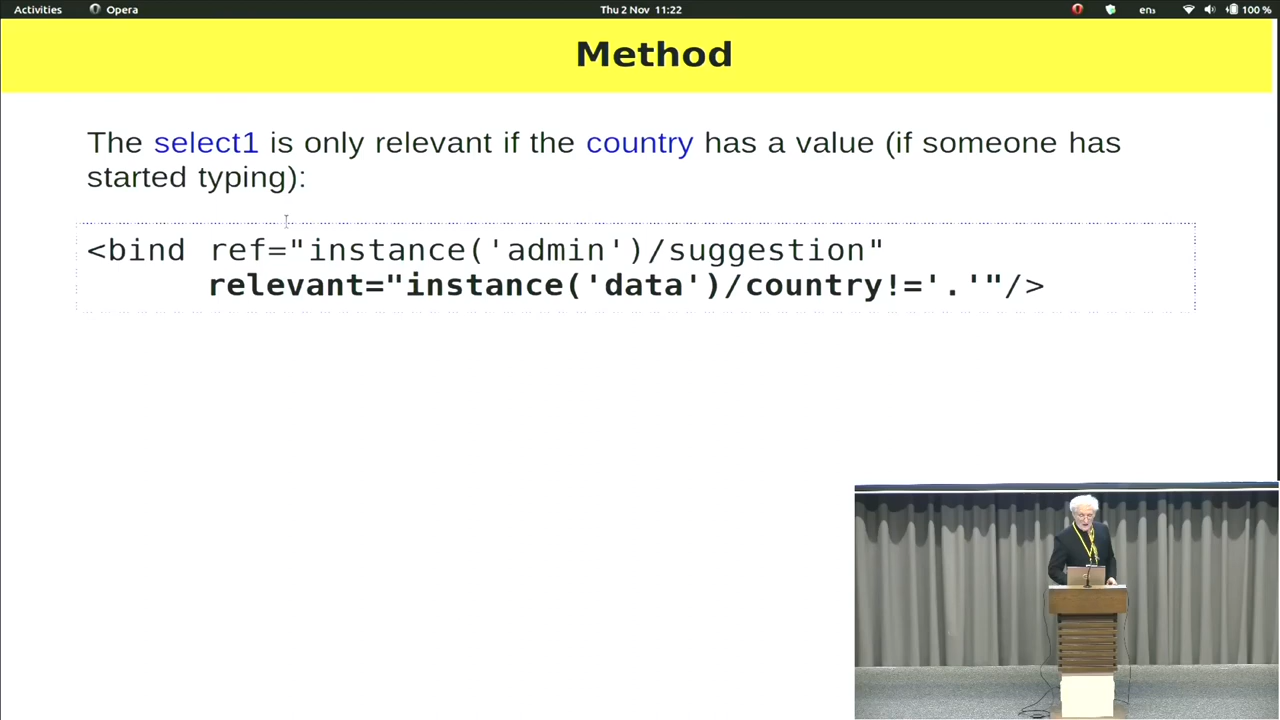 Activities Opera Thu 2 Nov 11:22 en₃ 100 %
Method
The select1 is only relevant if the country has a value (if someone has
started typing):
<bind ref="instance('admin')/suggestion"
relevant="instance('data')/country!='.'"/>